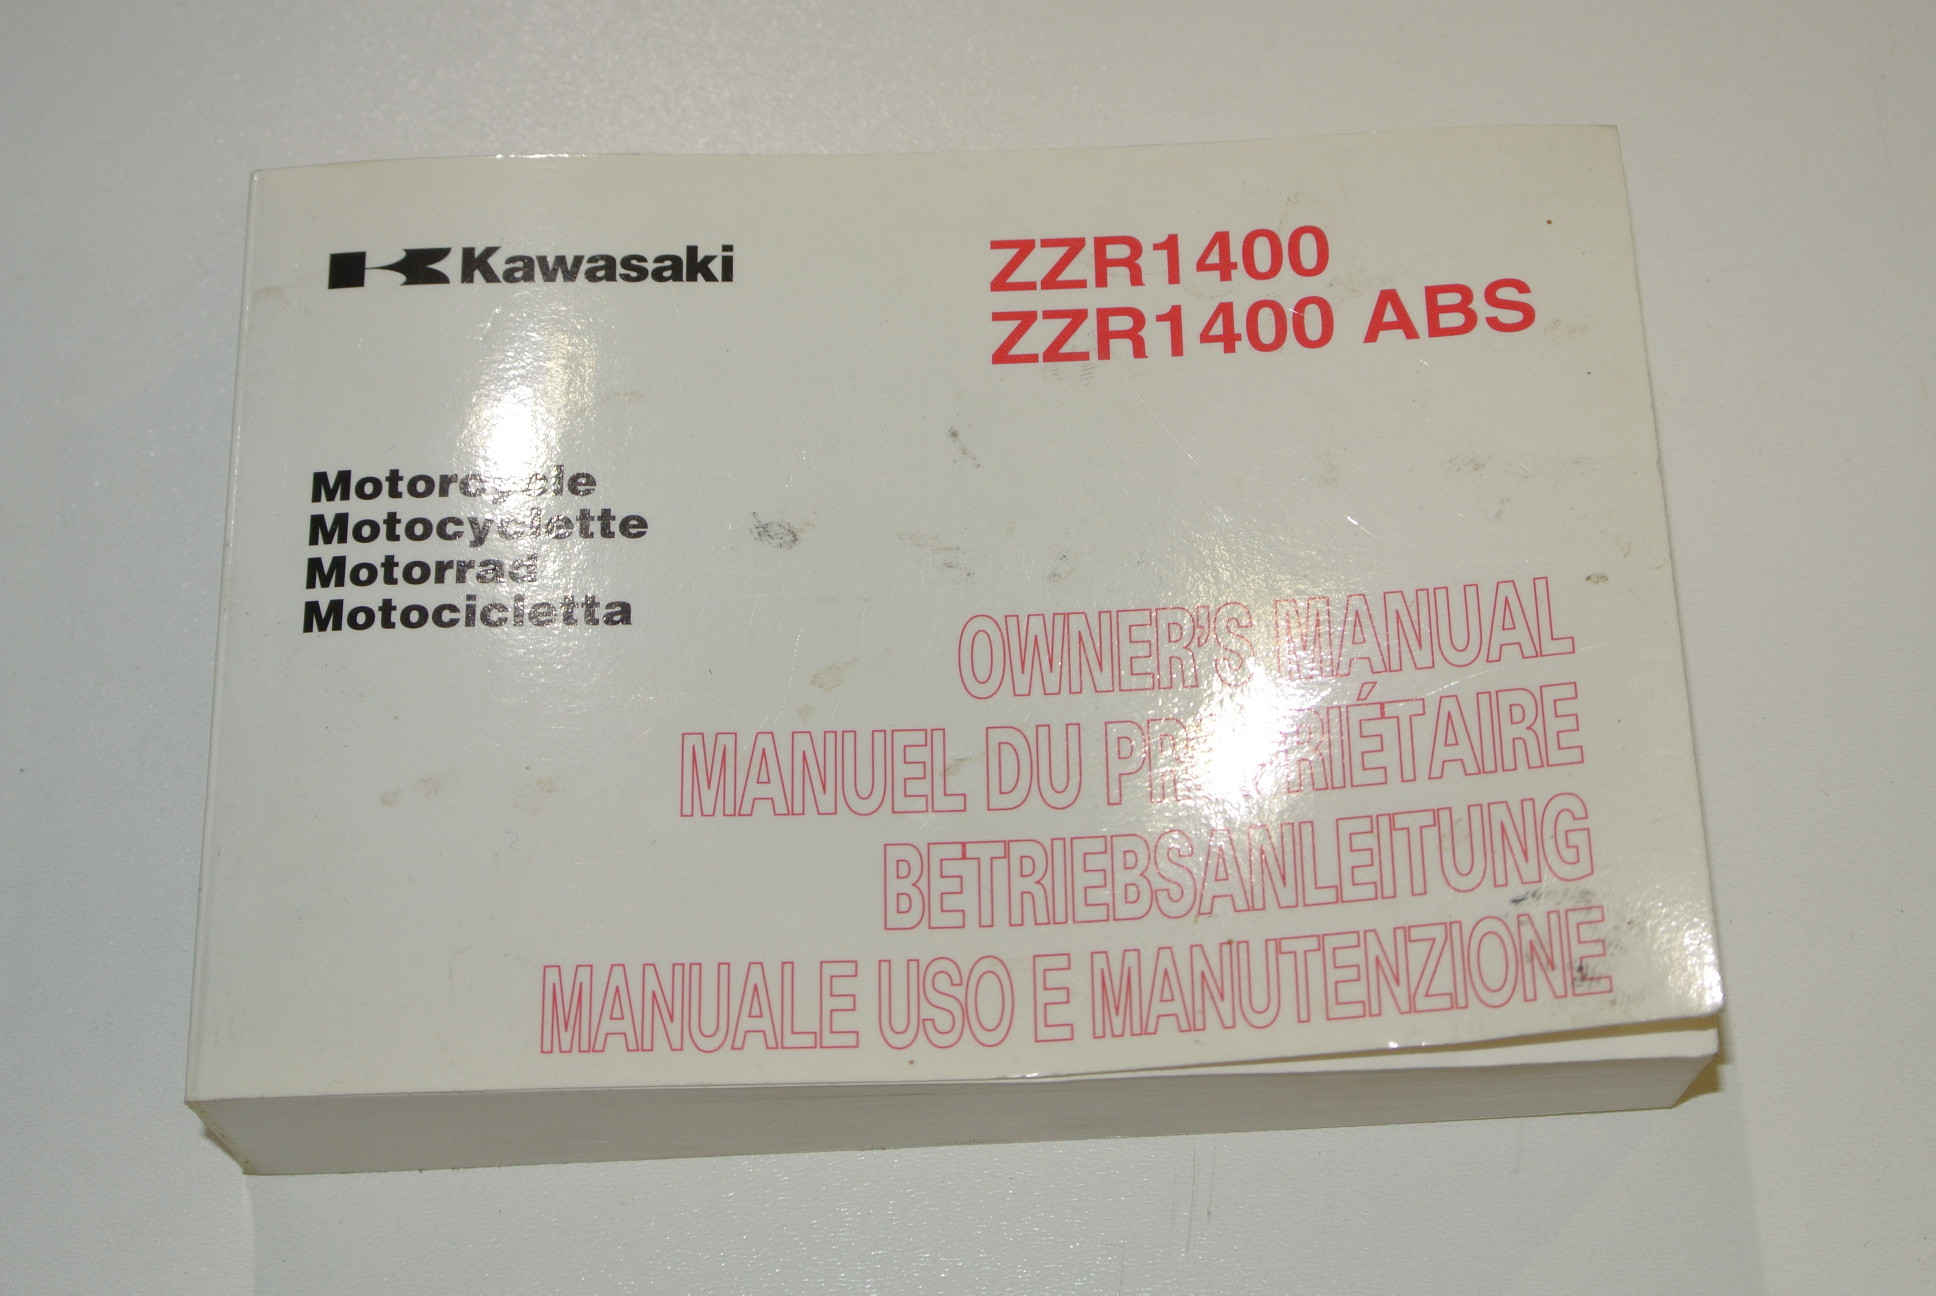 Kawasaki
ZZR1400
ZZR1400 ABS
Motorcycle
Motocyclette
Motorrad
Motocicletta
OWNER'S MANUAL
MANUEL DU PROPRIÉTAIRE
BETRIEBSANLEITUNG
MANUALE USO E MANUTENZIONE